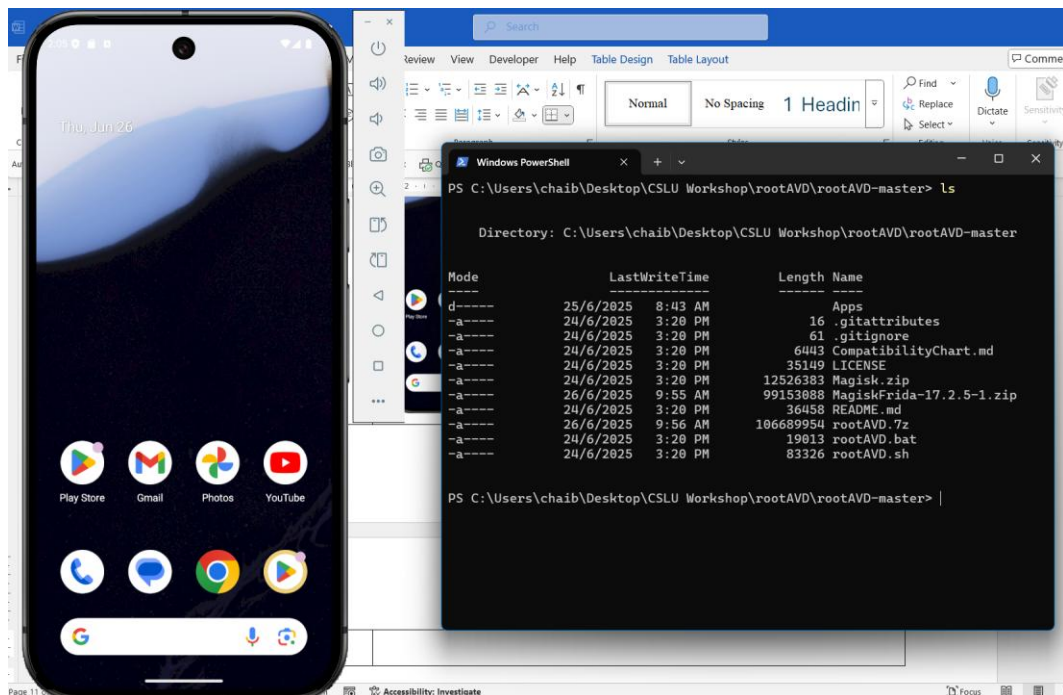 Search
Review View Developer Help Table Design Table Layout
Normal
No Spacing
1 Headin
Find
Replace
Select
Dictate
2:05
Thu, Jun 26
Play Store
Gmail
Photos
YouTube
Windows PowerShell
PS C:\Users\chaib\Desktop\CSLU Workshop\rootAVD\rootAVD-master> ls
Directory: C:\Users\chaib\Desktop\CSLU Workshop\rootAVD\rootAVD-master
Mode LastWriteTime Length Name
---- ------------- ------ ----
d----- 25/6/2025 8:43 AM Apps
-a---- 24/6/2025 3:20 PM 16 .gitattributes
-a---- 24/6/2025 3:20 PM 61 .gitignore
-a---- 24/6/2025 3:20 PM 6443 CompatibilityChart.md
-a---- 24/6/2025 3:20 PM 35149 LICENSE
-a---- 24/6/2025 3:20 PM 12526383 Magisk.zip
-a---- 26/6/2025 9:55 AM 99153088 MagiskFrida-17.2.5-1.zip
-a---- 24/6/2025 3:20 PM 36458 README.md
-a---- 26/6/2025 9:56 AM 106689954 rootAVD.7z
-a---- 24/6/2025 3:20 PM 19013 rootAVD.bat
-a---- 24/6/2025 3:20 PM 83326 rootAVD.sh
PS C:\Users\chaib\Desktop\CSLU Workshop\rootAVD\rootAVD-master>
Page 11
Accessibility: Investigate
Focus